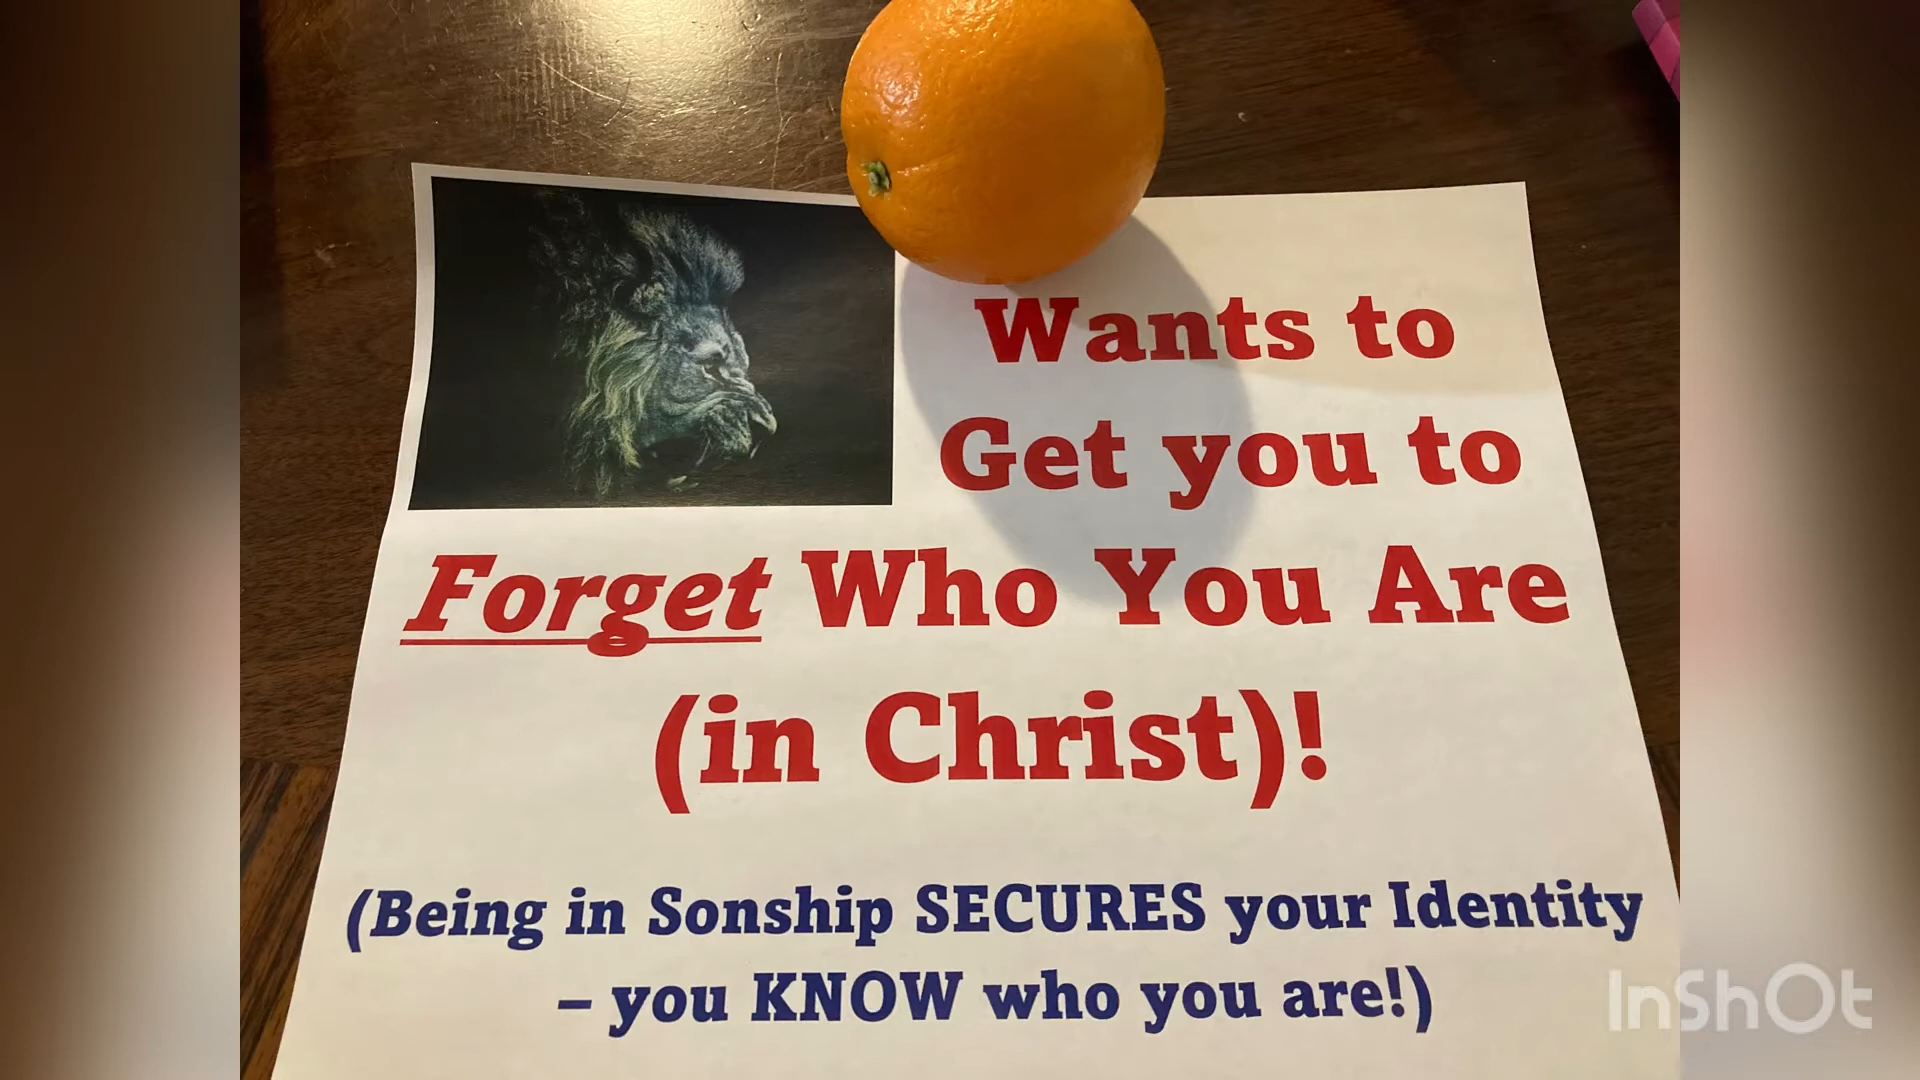 Wants to
Get you to
Forget Who You Are
(in Christ)!
(Being in Sonship SECURES your Identity
– you KNOW who you are!)
InShOt